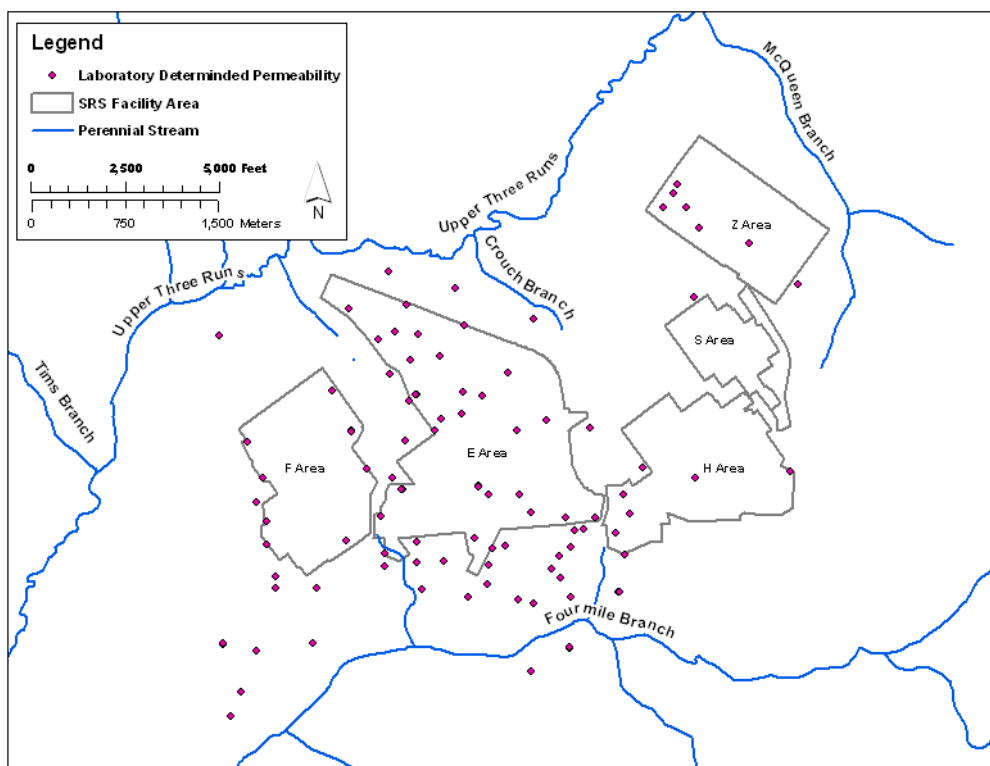 Legend
Laboratory Determinded Permeability
SRS Facility Area
Perennial Stream
0 2,500 5,000 Feet
0 750 1,500 Meters
N
McQueen Branch
Upper Three Runs
Z Area
Crouch Branch
Upper Three Runs
S Area
Tims Branch
F Area
E Area
H Area
Fourmile Branch